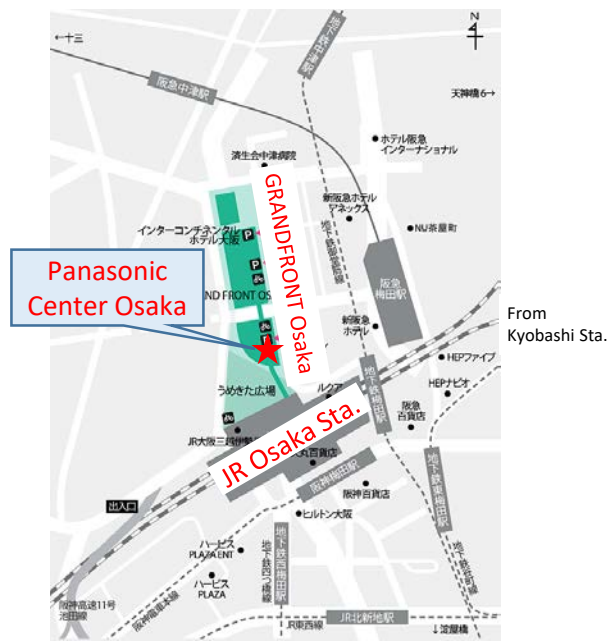 N
←十三
地下鉄中津駅
阪急中津駅
天神橋6→
ホテル阪急
インターナショナル
済生会中津病院
GRANDFRONT Osaka
新阪急ホテル
アネックス
地下鉄御堂筋線
NU茶屋町
インターコンチネンタル
ホテル大阪
P
P
阪急
梅田駅
Panasonic
Center Osaka
ND FRONT OS
P
新阪急
ホテル
From
Kyobashi Sta.
HEPファイブ
うめきた広場
ルクア
地下鉄梅田駅
HEPナビオ
阪急
百貨店
JR大阪三越伊勢
JR Osaka Sta.
丸百貨店
阪神梅田駅
阪神百貨店
地下鉄東梅田駅
出入口
ヒルトン大阪
ハービス
PLAZA ENT
ハービス
PLAZA
地下鉄四つ橋線
地下鉄西梅田駅
地下鉄谷町線
阪神高速11号
池田線
阪神電車本線
JR東西線
JR北新地駅
↓淀屋橋